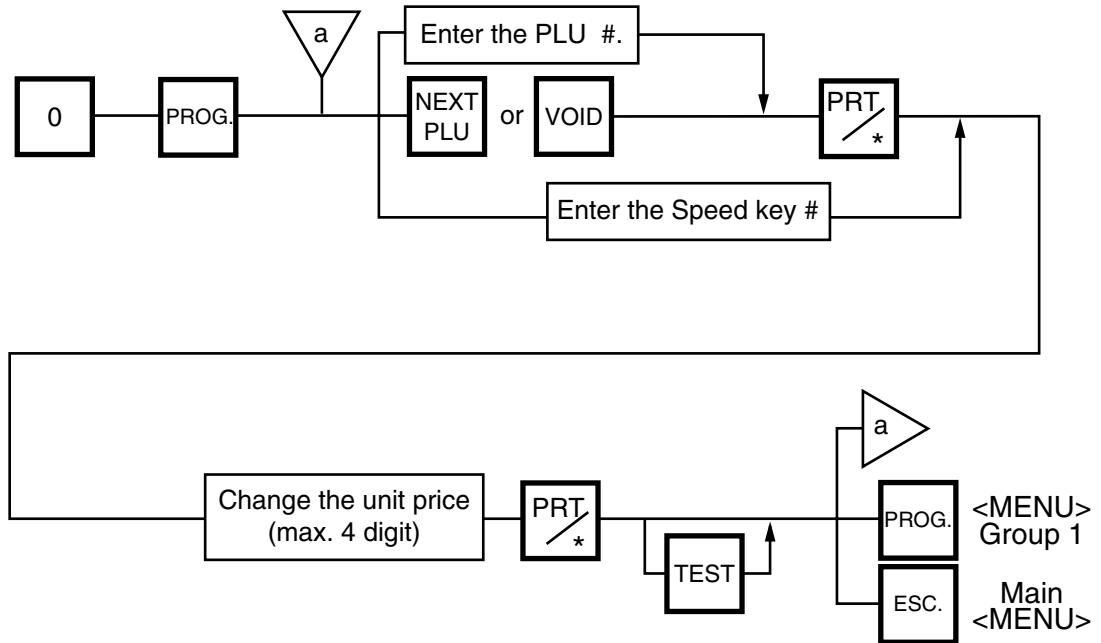 a
Enter the PLU #.
0
PROG.
NEXT
PLU
or
VOID
PRT
*
Enter the Speed key #
a
Change the unit price
(max. 4 digit)
PRT
*
TEST
PROG.
<MENU>
Group 1
ESC.
Main
<MENU>